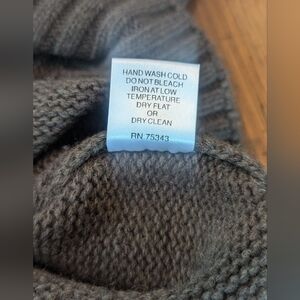 HAND WASH COLD
DO NOT BLEACH
IRON AT LOW
TEMPERATURE
DRY FLAT
OR
DRY CLEAN
RN 75343